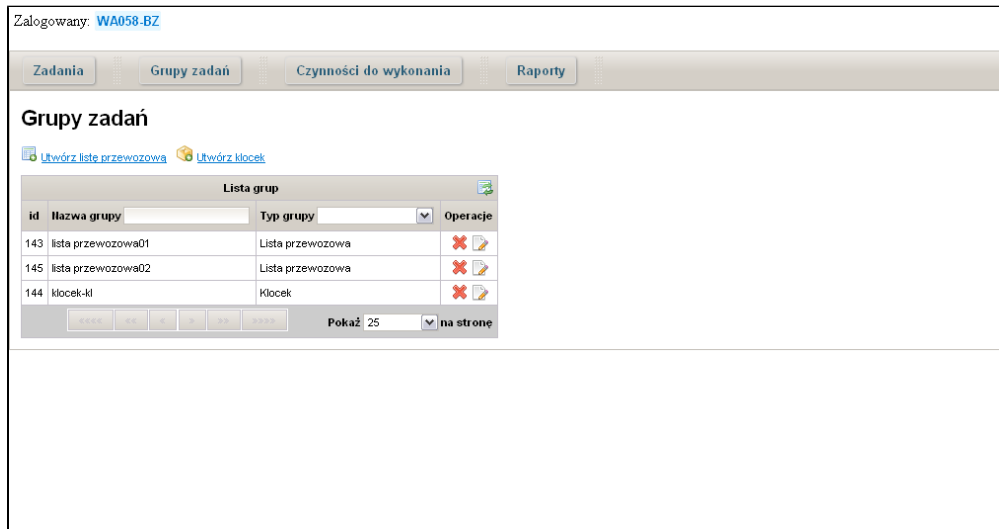 Zalogowany: WA058-BZ
Zadania Grupy zadań Czynności do wykonania Raporty
Grupy zadań
Utwórz listę przewozową Utwórz klocek
Lista grup
id Nazwa grupy Typ grupy Operacje
143 lista przewozowa01 Lista przewozowa
145 lista przewozowa02 Lista przewozowa
144 klocek-kl Klocek
<<<< << < > >> >>>> Pokaż 25 na stronę